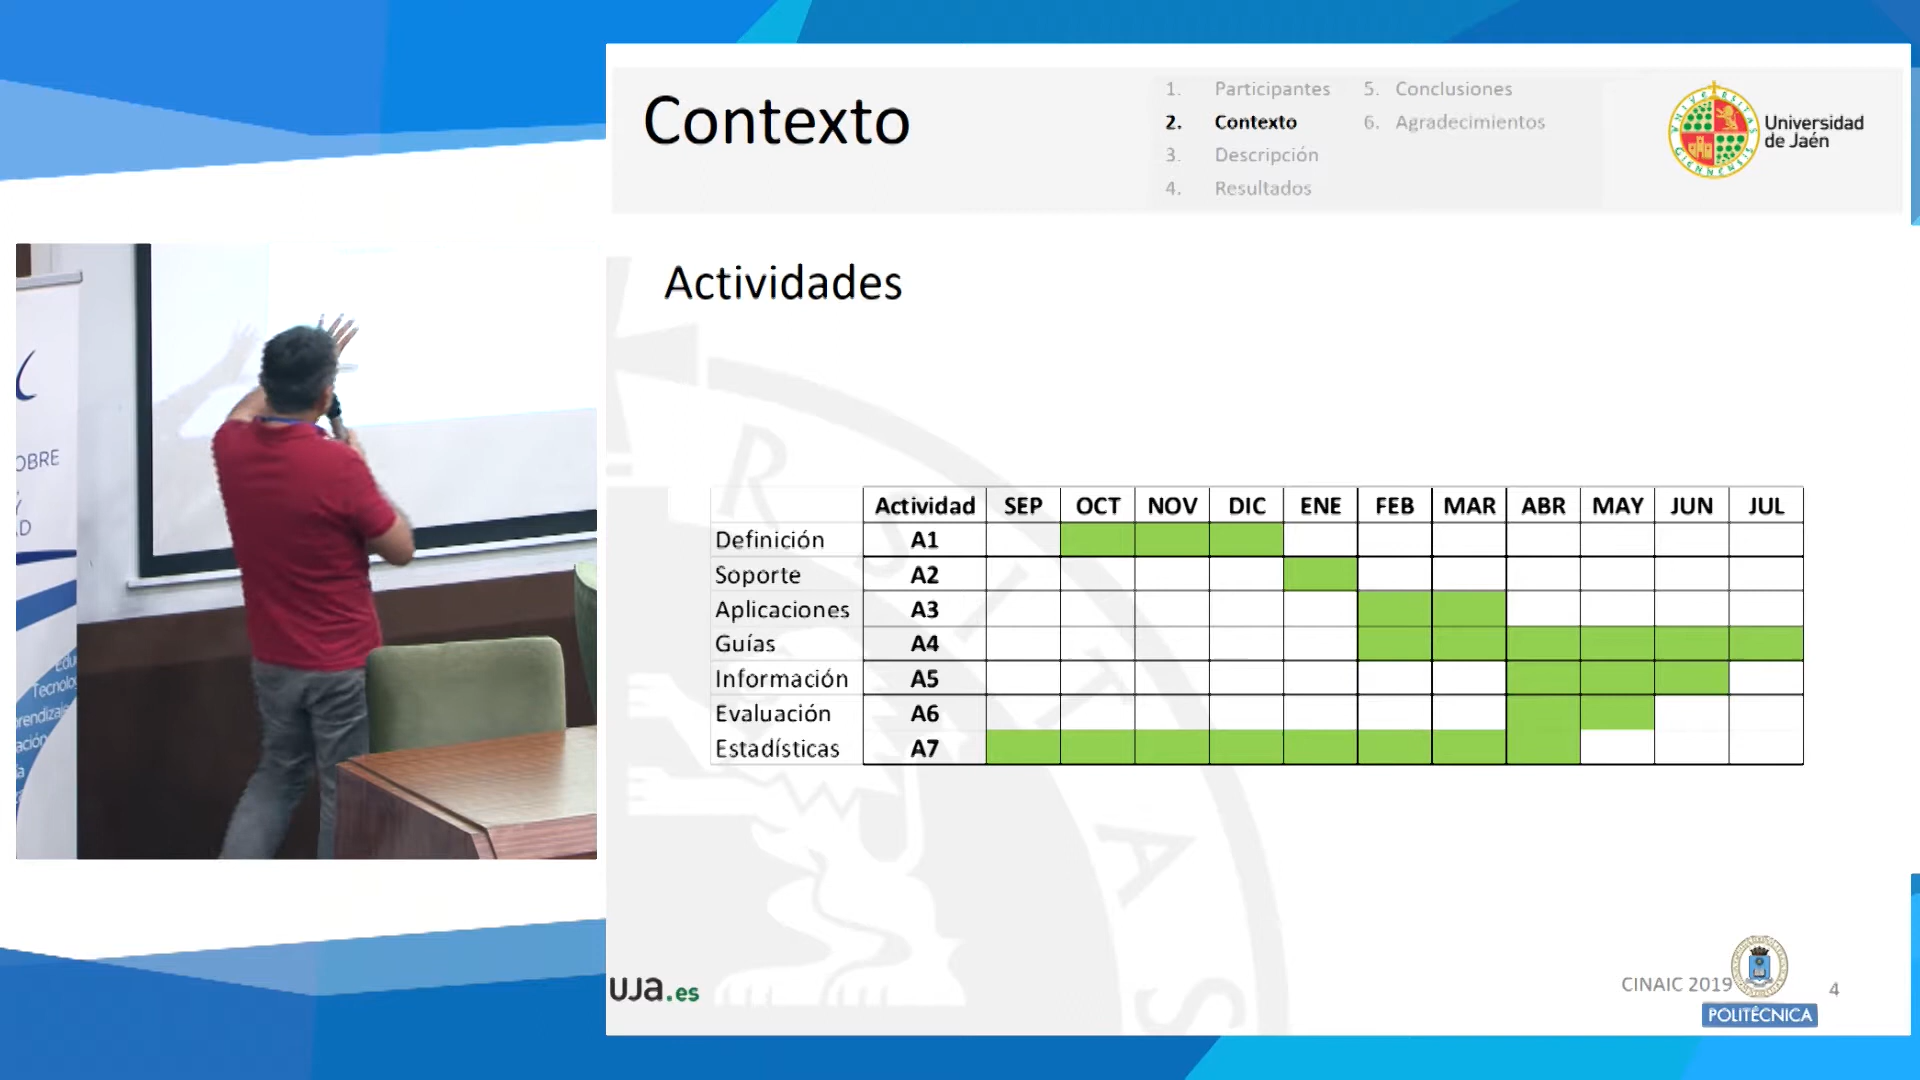 Contexto
1. Participantes
2. Contexto
3. Descripción
4. Resultados
5. Conclusiones
6. Agradecimientos
Universidad
de Jaén
Actividades
Actividad SEP OCT NOV DIC ENE FEB MAR ABR MAY JUN JUL
Definición A1
Soporte A2
Aplicaciones A3
Guías A4
Información A5
Evaluación A6
Estadísticas A7
UJa.es
CINAIC 2019
POLITÉCNICA
4